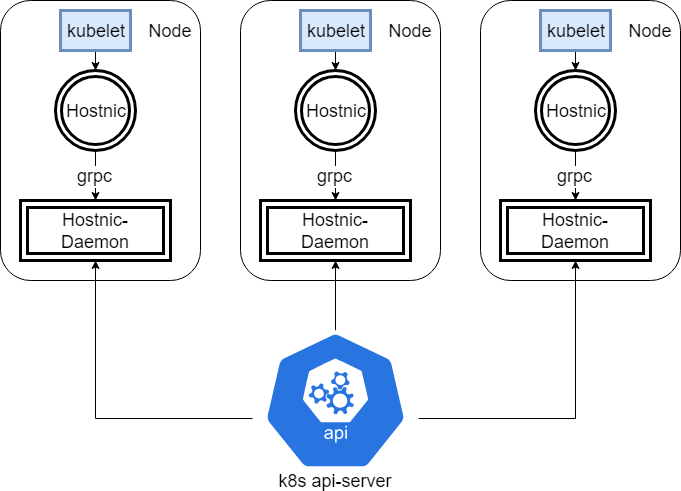 kubelet Node
kubelet Node
kubelet Node
Hostnic
Hostnic
Hostnic
grpc
grpc
grpc
Hostnic-
Daemon
Hostnic-
Daemon
Hostnic-
Daemon
api
k8s api-server